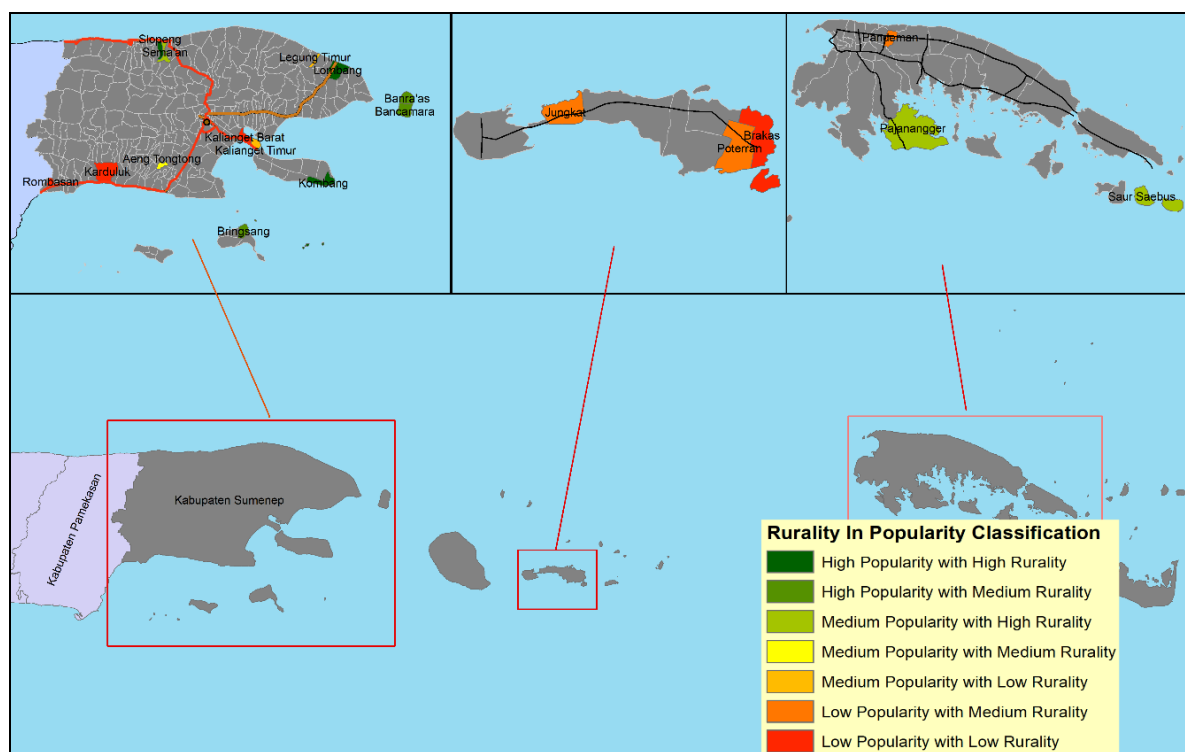 Slopeng
Sema'an
Legung Timur
Lombang
Banra'as
Bancamara
Kalianget Barat
Kalianget Timur
Aeng Tongtong
Karduluk
Rombasan
Kombang
Bringsang
Jungkat
Brakas
Poterran
Pandeman
Pajanangger
Saur Saebus
Kabupaten Pamekasan
Kabupaten Sumenep
Rurality In Popularity Classification
High Popularity with High Rurality
High Popularity with Medium Rurality
Medium Popularity with High Rurality
Medium Popularity with Medium Rurality
Medium Popularity with Low Rurality
Low Popularity with Medium Rurality
Low Popularity with Low Rurality